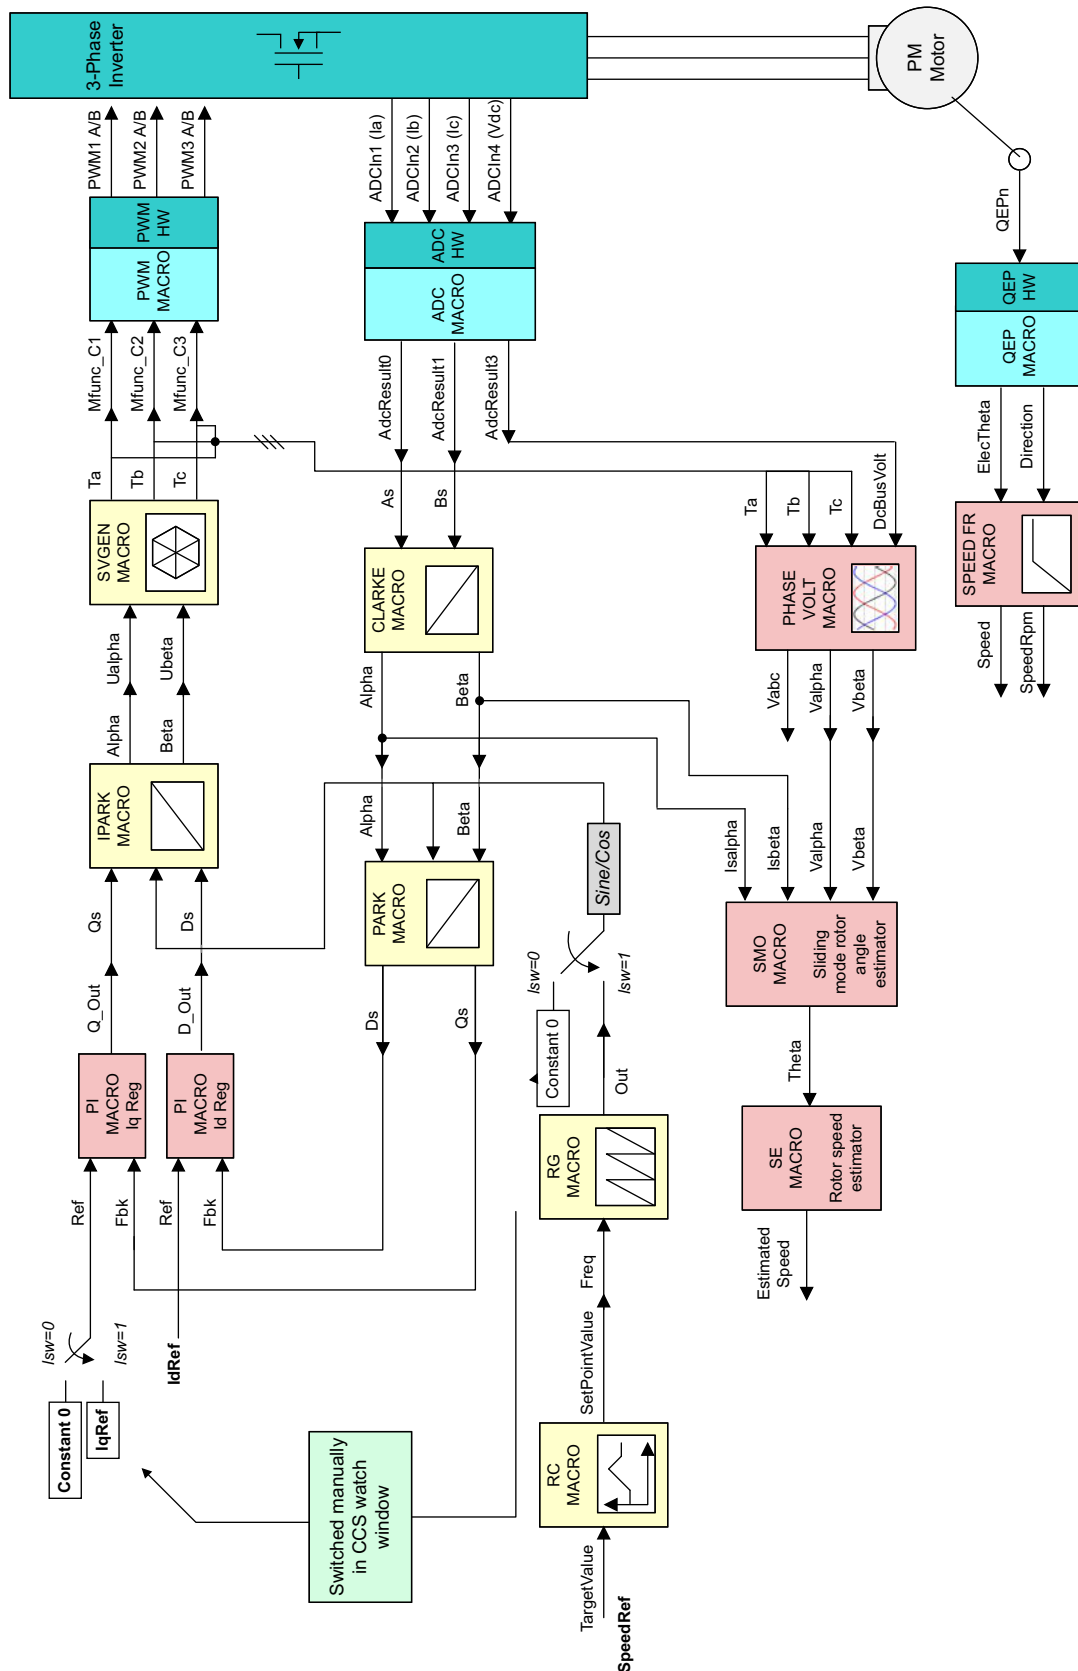 Constant 0
IqRef
Isw=0
Isw=1
IdRef
Ref
Fbk
Ref
Fbk
PI
MACRO
Iq Reg
PI
MACRO
Id Reg
Q_Out
D_Out
Qs
Ds
IPARK
MACRO
Alpha
Beta
Ualpha
Ubeta
SVGEN
MACRO
Ta
Tb
Tc
Mfunc_C1
Mfunc_C2
Mfunc_C3
PWM
MACRO
PWM
HW
PWM1 A/B
PWM2 A/B
PWM3 A/B
3-Phase
Inverter
Switched manually
in CCS watch
window
Ds
Qs
PARK
MACRO
Alpha
Beta
Alpha
Beta
CLARKE
MACRO
As
Bs
AdcResult0
AdcResult1
AdcResult3
ADC
MACRO
ADC
HW
ADCIn1 (Ia)
ADCIn2 (Ib)
ADCIn3 (Ic)
ADCIn4 (Vdc)
TargetValue
SpeedRef
RC
MACRO
SetPointValue
Freq
RG
MACRO
Out
Constant 0
Isw=0
Isw=1
Sine/Cos
Estimated
Speed
SE
MACRO
Rotor speed
estimator
Theta
SMO
MACRO
Sliding
mode rotor
angle
estimator
Isalpha
Isbeta
Valpha
Vbeta
Vabc
Valpha
Vbeta
PHASE
VOLT
MACRO
Ta
Tb
Tc
DcBusVolt
Speed
SpeedRpm
SPEED FR
MACRO
ElecTheta
Direction
QEP
MACRO
QEP
HW
QEPn
PM
Motor